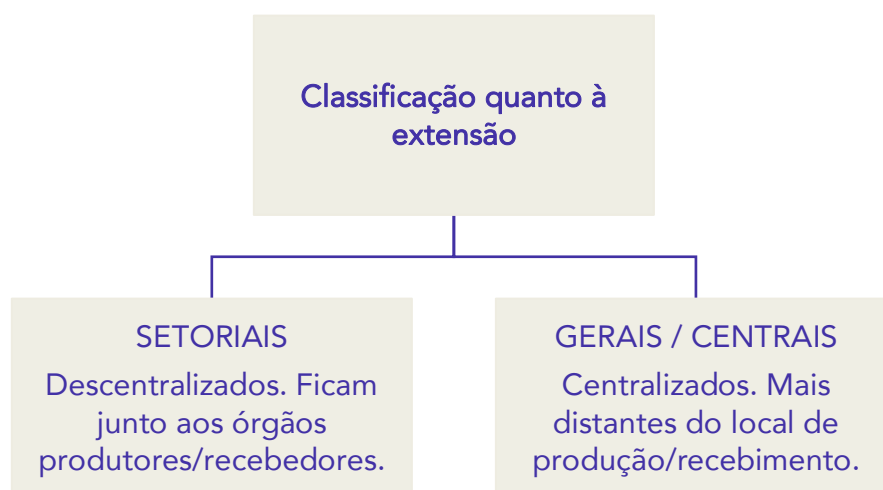 Classificação quanto à
extensão
SETORIAIS
Descentralizados. Ficam
junto aos órgãos
produtores/recebedores.
GERAIS / CENTRAIS
Centralizados. Mais
distantes do local de
produção/recebimento.